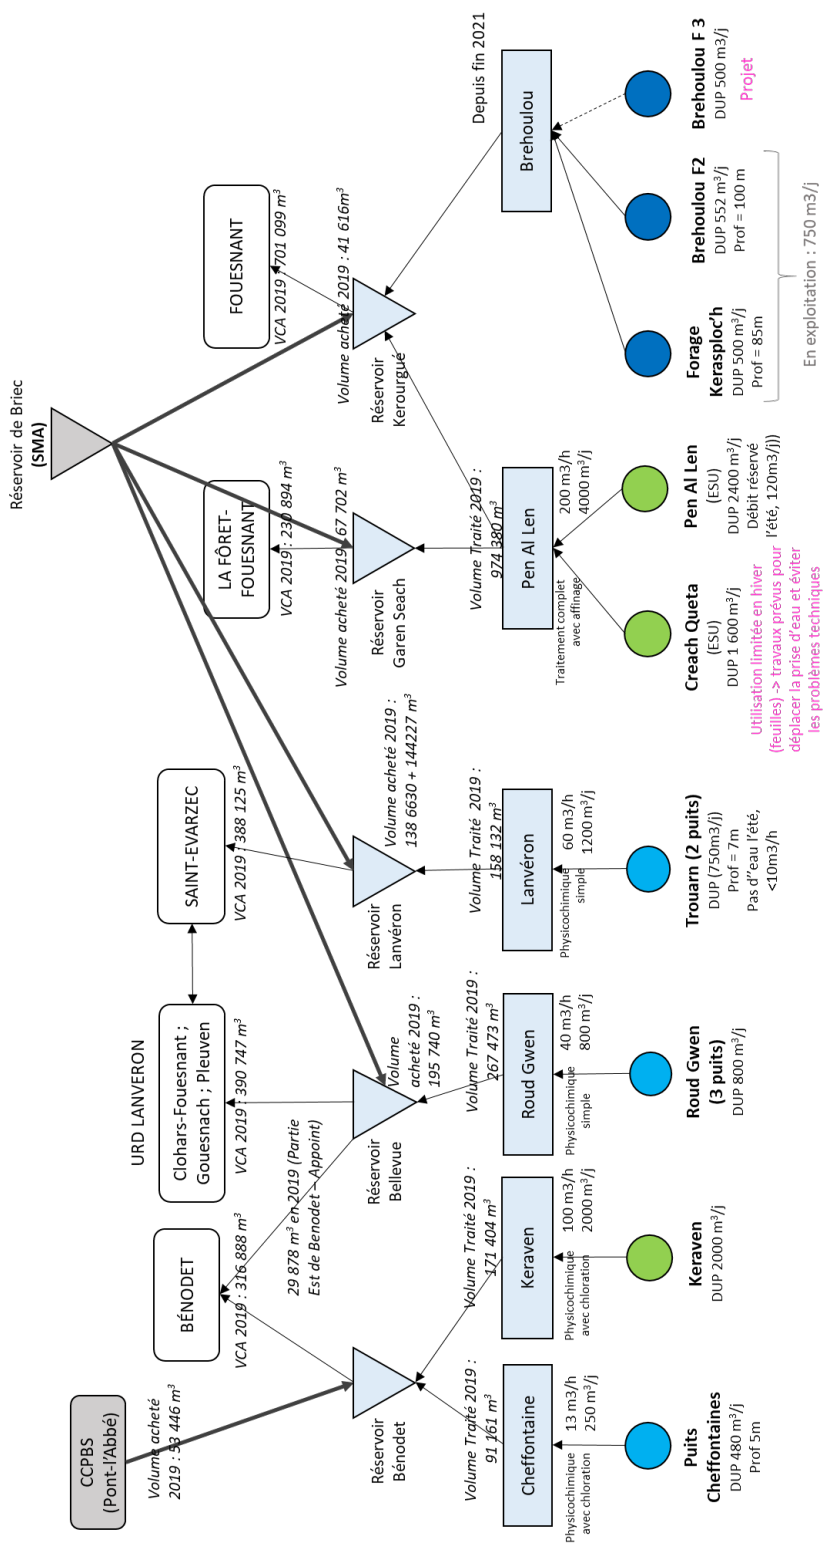 CCPBS
(Pont-l'Abbé)
Volume acheté
2019 : 53 446 m³
BÉNODET
VCA 2019 : 316 888 m³
29 878 m³ en 2019 (Partie
Est de Benodet – Appoint)
URD LANVERON
Clohars-Fouesnant ;
Gouesnach ; Pleuven
VCA 2019 : 390 747 m³
SAINT-EVARZEC
VCA 2019 : 388 125 m³
LA FÔRET-
FOUESNANT
VCA 2019 : 230 894 m³
Réservoir de Briec
(SMA)
FOUESNANT
VCA 2019 : 701 099 m³
Réservoir
Bénodet
Réservoir
Bellevue
Volume
acheté 2019 :
195 740 m³
Réservoir
Lanvéron
Volume acheté 2019 :
138 6630 + 144227 m³
Réservoir
Garen Seach
Volume acheté 2019 : 67 702 m³
Réservoir
Kerourgué
Volume acheté 2019 : 41 616m³
Depuis fin 2021
Volume Traité 2019 :
91 161 m³
Cheffontaine
Physicochimique
avec chloration
13 m3/h
250 m³/j
Volume Traité 2019 :
171 404 m³
Keraven
Physicochimique
avec chloration
100 m3/h
2000 m³/j
Volume Traité 2019 :
267 473 m³
Roud Gwen
Physicochimique
simple
40 m3/h
800 m³/j
Volume Traité 2019 :
158 132 m³
Lanvéron
Physicochimique
simple
60 m3/h
1200 m³/j
Volume Traité 2019 :
974 380 m³
Pen Al Len
Traitement complet
avec affinage
200 m3/h
4000 m³/j
Brehoulou
Puits
Cheffontaines
DUP 480 m³/j
Prof 5m
Keraven
DUP 2000 m³/j
Roud Gwen
(3 puits)
DUP 800 m³/j
Trouarn (2 puits)
DUP (750m3/j)
Prof = 7m
Pas d''eau l'été,
<10m3/h
Creach Queta
(ESU)
DUP 1 600 m³/j
Utilisation limitée en hiver
(feuilles) -> travaux prévus pour
déplacer la prise d'eau et éviter
les problèmes techniques
Pen Al Len
(ESU)
DUP 2400 m³/j
Débit réservé
l'été, 120m3/j))
Forage
Kerasploc'h
DUP 500 m³/j
Prof = 85m
Brehoulou F2
DUP 552 m³/j
Prof = 100 m
Brehoulou F 3
DUP 500 m3/j
Projet
En exploitation : 750 m3/j